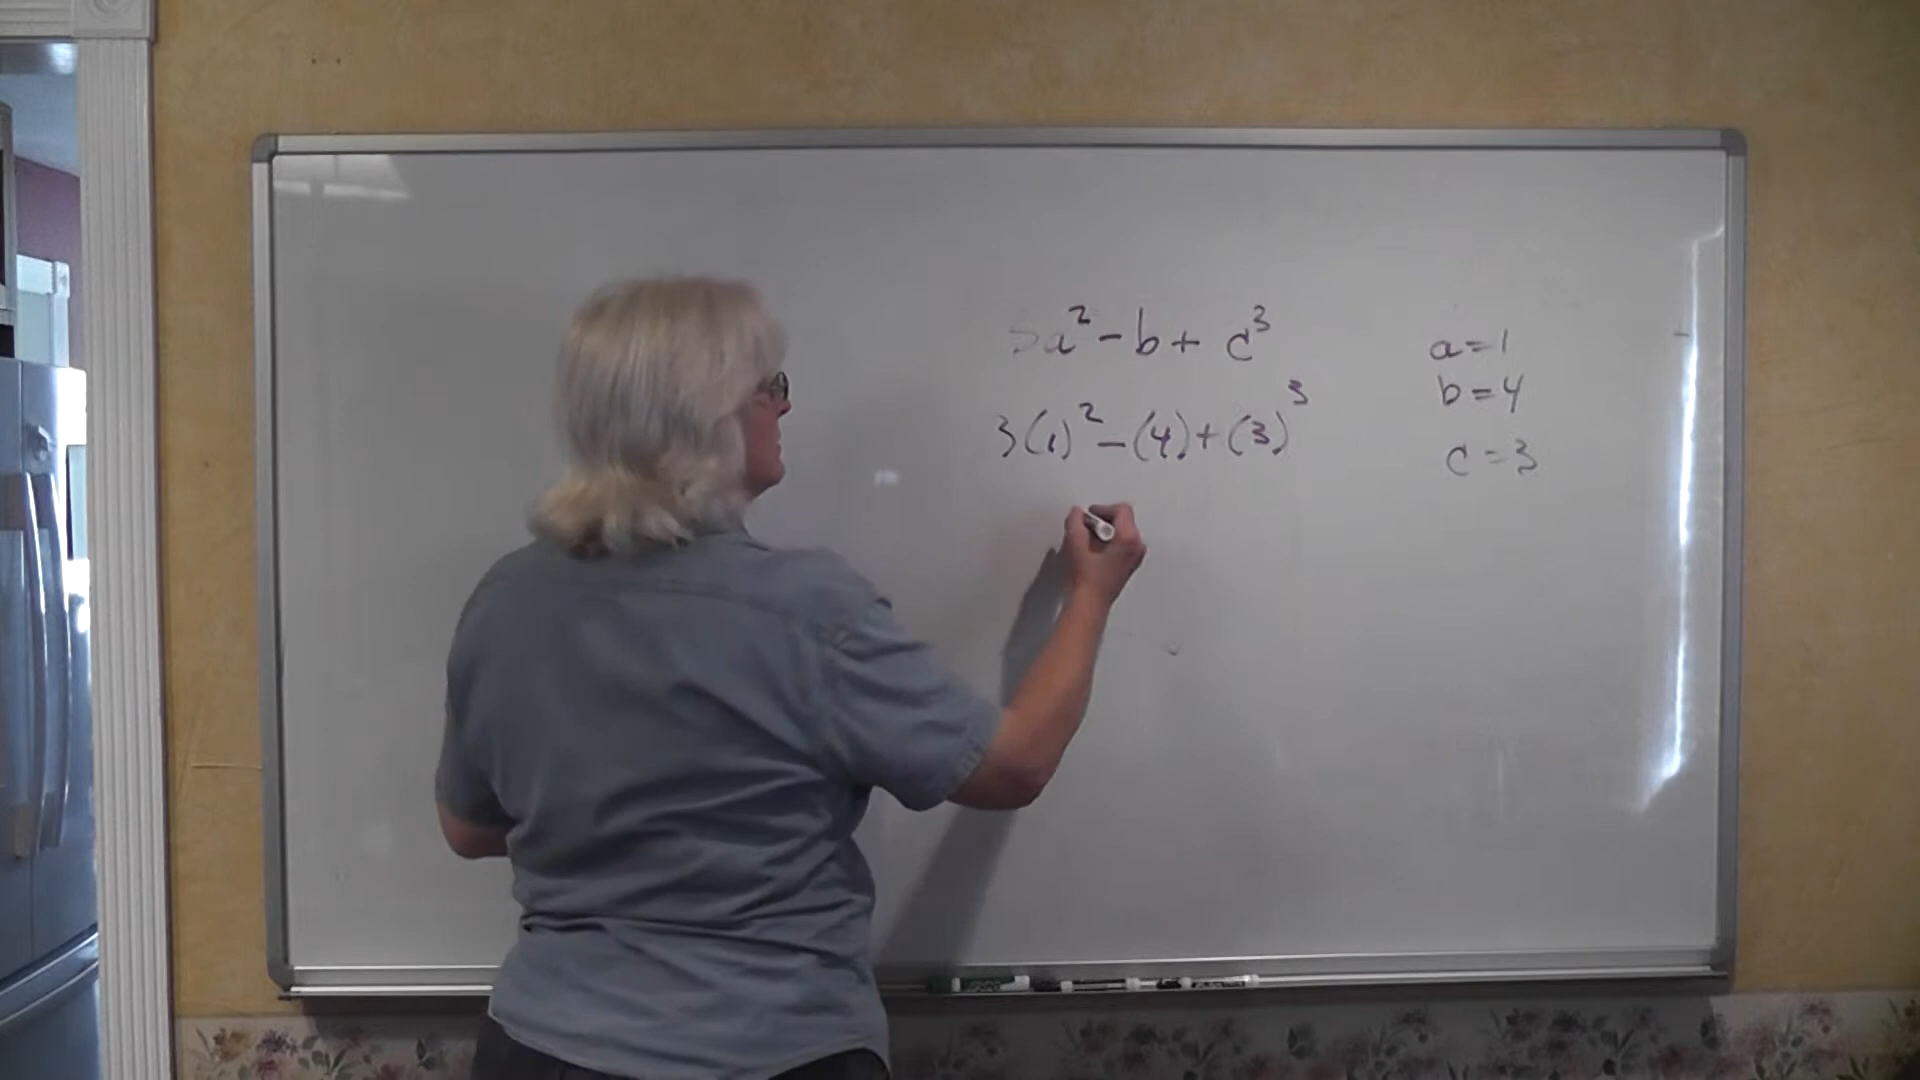 3a² - b + c³
3(1)² - (4) + (3)³
a = 1
b = 4
c = 3